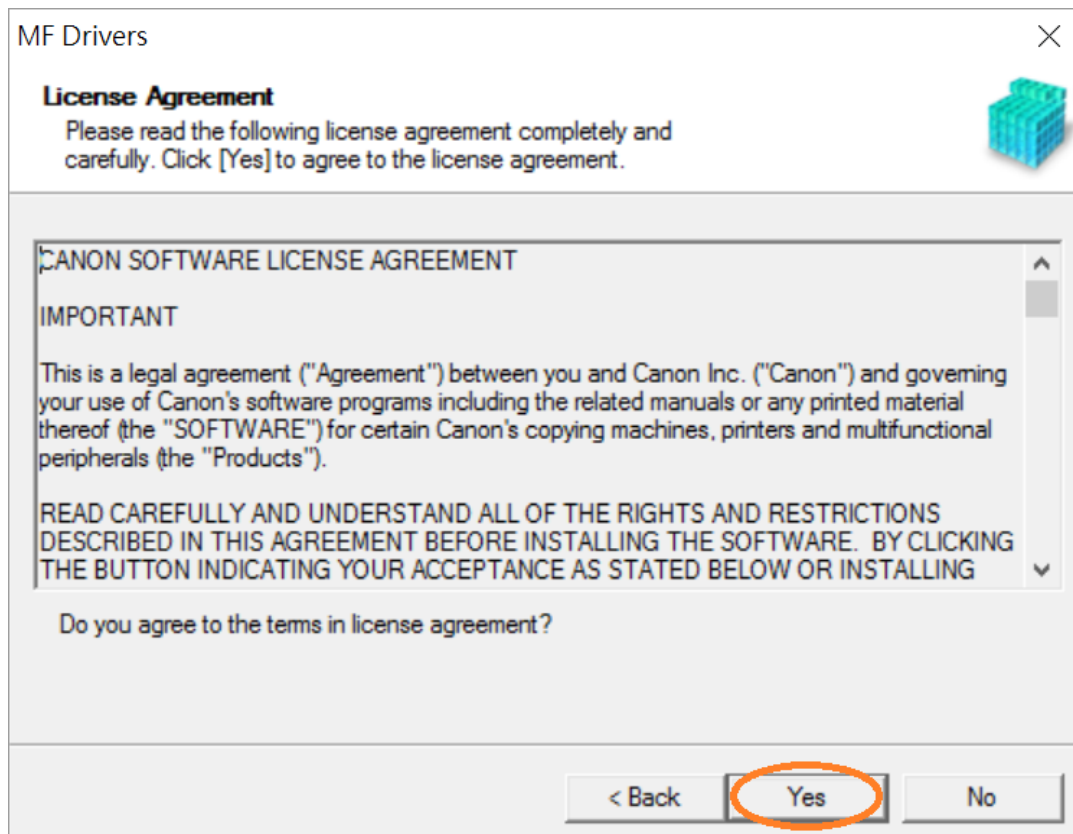 MF Drivers
License Agreement
Please read the following license agreement completely and
carefully. Click [Yes] to agree to the license agreement.
CANON SOFTWARE LICENSE AGREEMENT
IMPORTANT
This is a legal agreement ("Agreement") between you and Canon Inc. ("Canon") and governing
your use of Canon's software programs including the related manuals or any printed material
thereof (the "SOFTWARE") for certain Canon's copying machines, printers and multifunctional
peripherals (the "Products").
READ CAREFULLY AND UNDERSTAND ALL OF THE RIGHTS AND RESTRICTIONS
DESCRIBED IN THIS AGREEMENT BEFORE INSTALLING THE SOFTWARE.  BY CLICKING
THE BUTTON INDICATING YOUR ACCEPTANCE AS STATED BELOW OR INSTALLING
Do you agree to the terms in license agreement?
< Back Yes No